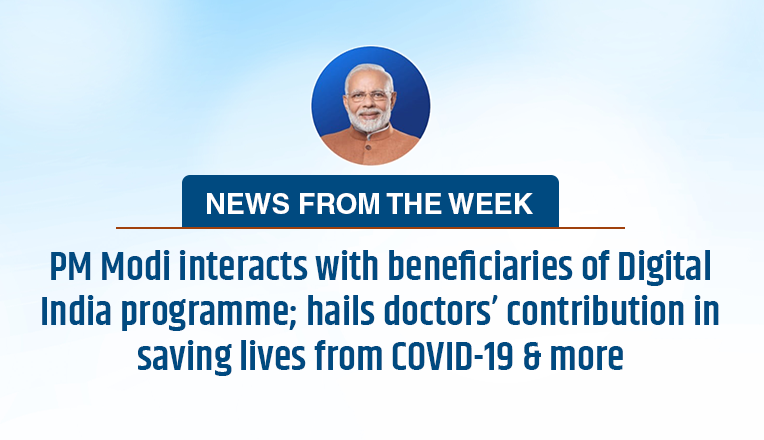 NEWS FROM THE WEEK
PM Modi interacts with beneficiaries of Digital
India programme; hails doctors’ contribution in
saving lives from COVID-19 & more